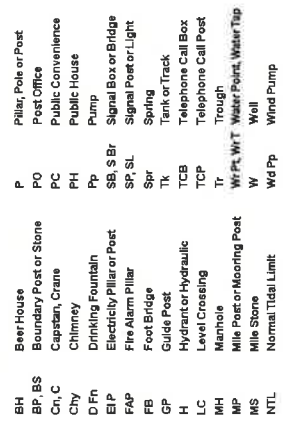 BH Beer House P Pillar, Pole or Post
BP, BS Boundary Post or Stone PO Post Office
Cn, C Capstan, Crane PC Public Convenience
Chy Chimney PH Public House
D Fn Drinking Fountain Pp Pump
El P Electricity Pillar or Post SB, S Br Signal Box or Bridge
FAP Fire Alarm Pillar SP, SL Signal Post or Light
FB Foot Bridge Spr Spring
GP Guide Post Tk Tank or Track
H Hydrant or Hydraulic TCB Telephone Call Box
LC Level Crossing TCP Telephone Call Post
MH Manhole Tr Trough
MP Mile Post or Mooring Post Wr Pt, Wr T Water Point, Water Tap
MS Mile Stone W Well
NTL Normal Tidal Limit Wd Pp Wind Pump